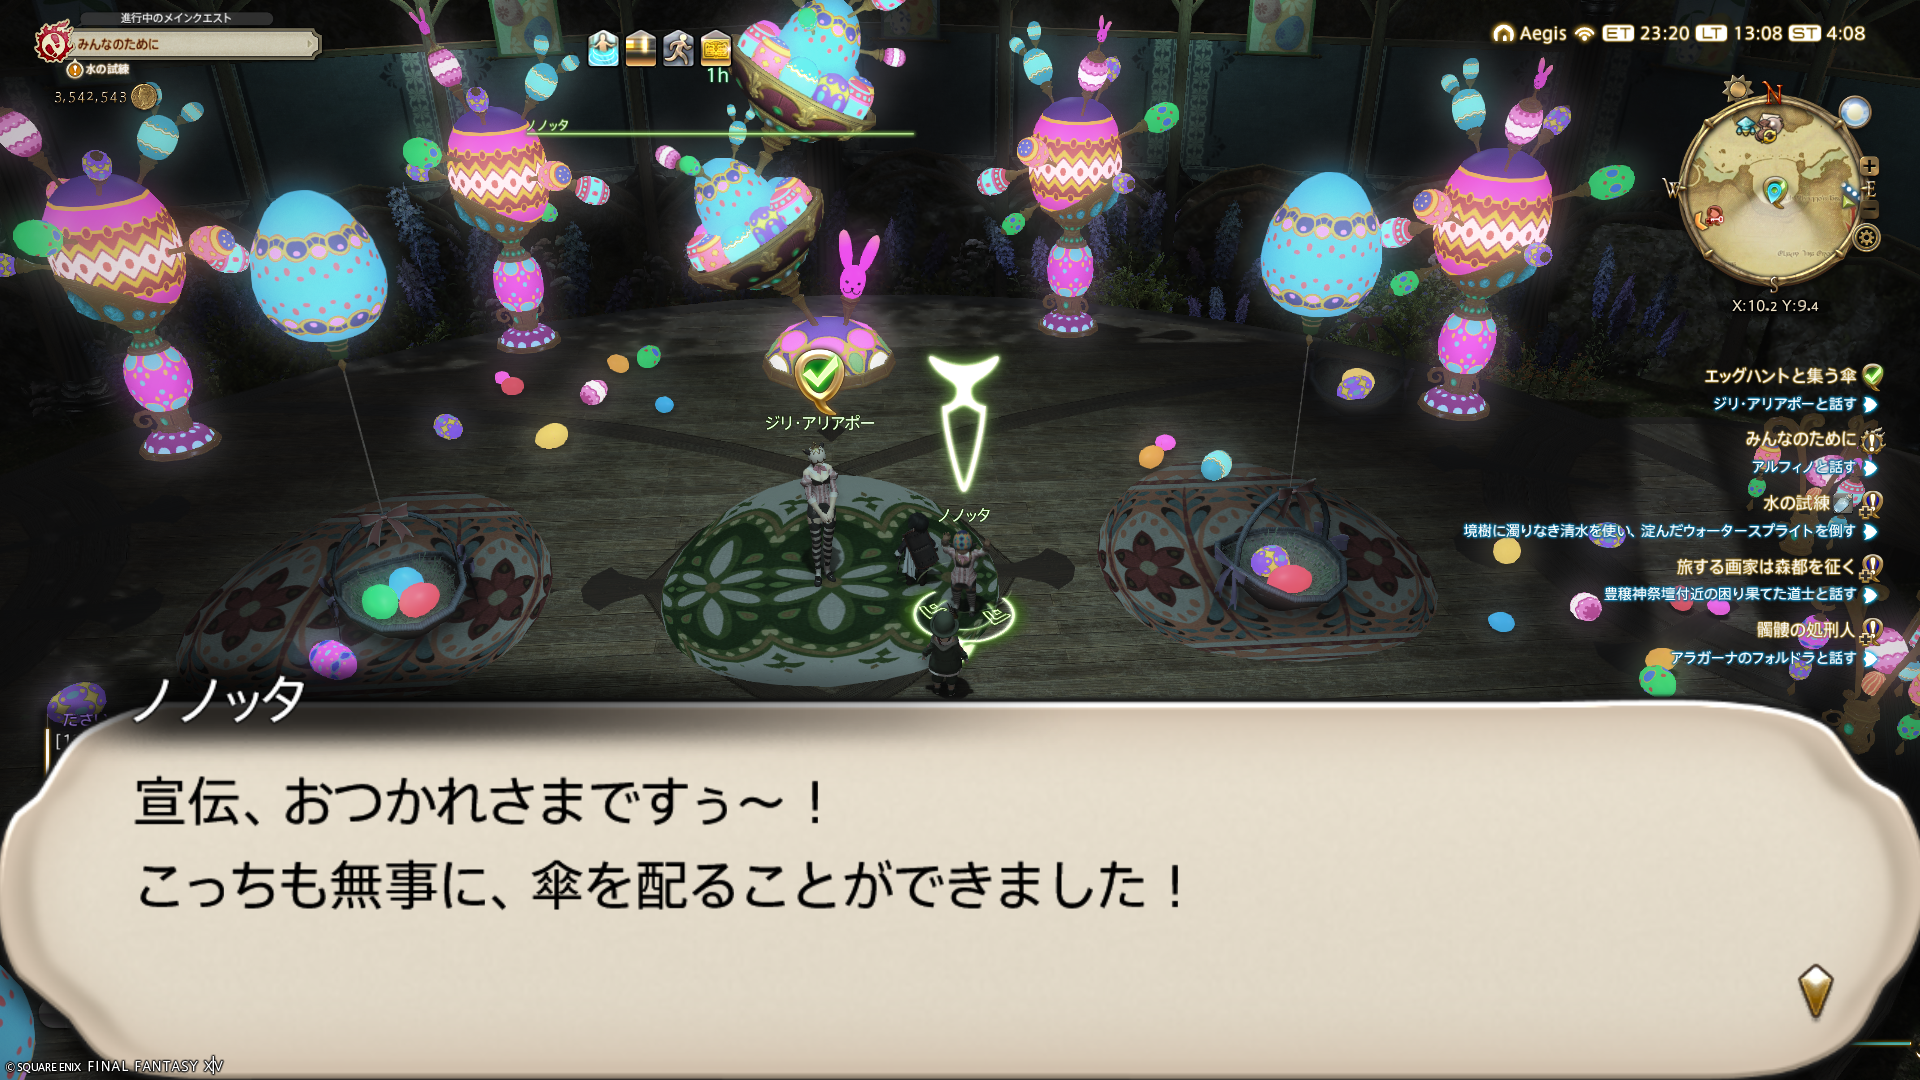 進行中のメインクエスト
みんなのために
水の試練
3,542,543
1h
ノノッタ
Aegis ET 23:20 LT 13:08 ST 4:08
N
W
E
S
X:10.2 Y:9.4
エッグハントと集う傘
ジリ・アリアポーと話す
みんなのために
アルフィノと話す
水の試練
境樹に濁りなき清水を使い、淀んだウォータースプライトを倒す
旅する画家は森都を征く
豊穣神祭壇付近の困り果てた道士と話す
髑髏の処刑人
アラガーナのフォルドラと話す
ジリ・アリアポー
ノノッタ
ノノッタ
宣伝、おつかれさまですぅ～！
こっちも無事に、傘を配ることができました！
© SQUARE ENIX FINAL FANTASY XIV